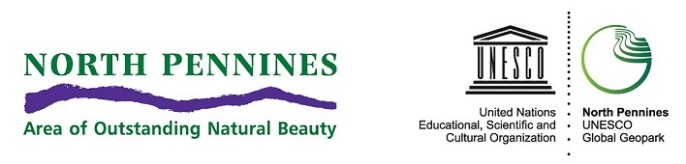 NORTH PENNINES
Area of Outstanding Natural Beauty
UNESCO
United Nations
Educational, Scientific and
Cultural Organization
North Pennines
UNESCO
Global Geopark